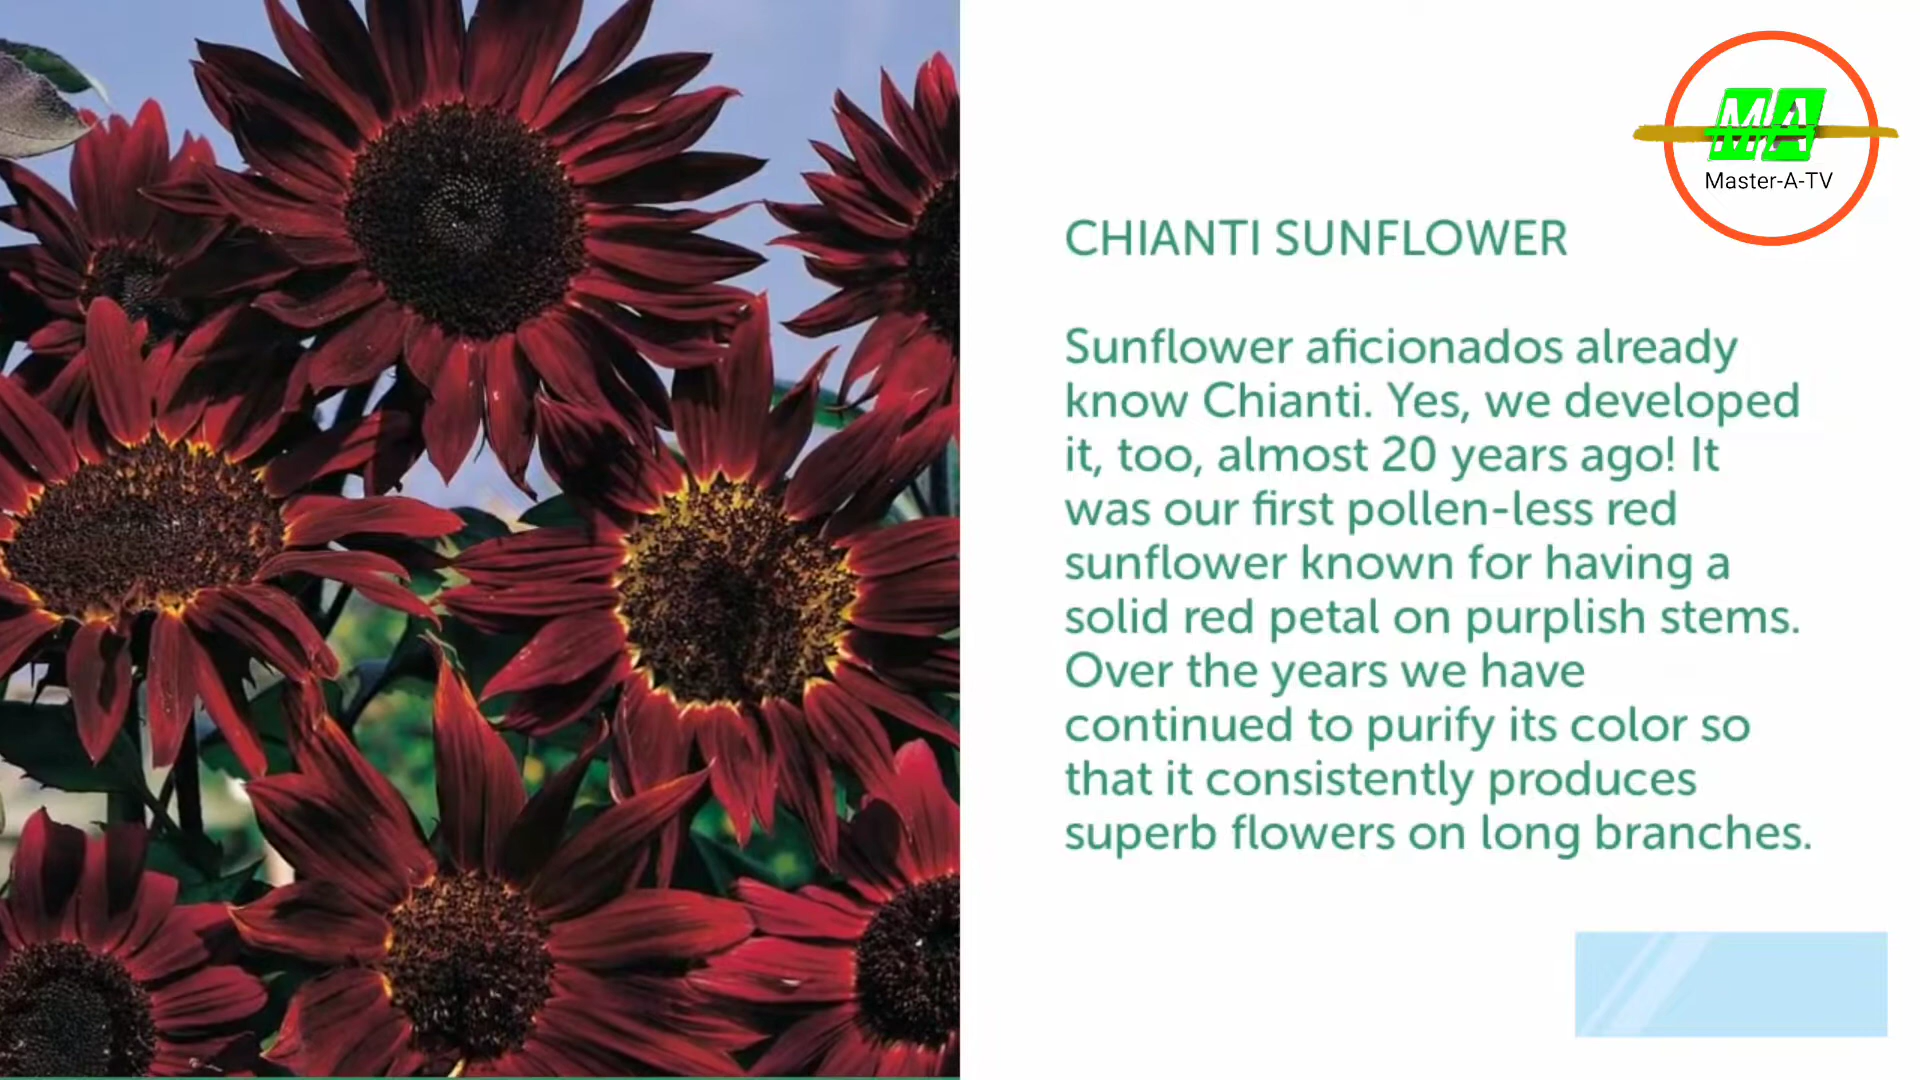 MA
Master-A-TV
CHIANTI SUNFLOWER
Sunflower aficionados already
know Chianti. Yes, we developed
it, too, almost 20 years ago! It
was our first pollen-less red
sunflower known for having a
solid red petal on purplish stems.
Over the years we have
continued to purify its color so
that it consistently produces
superb flowers on long branches.